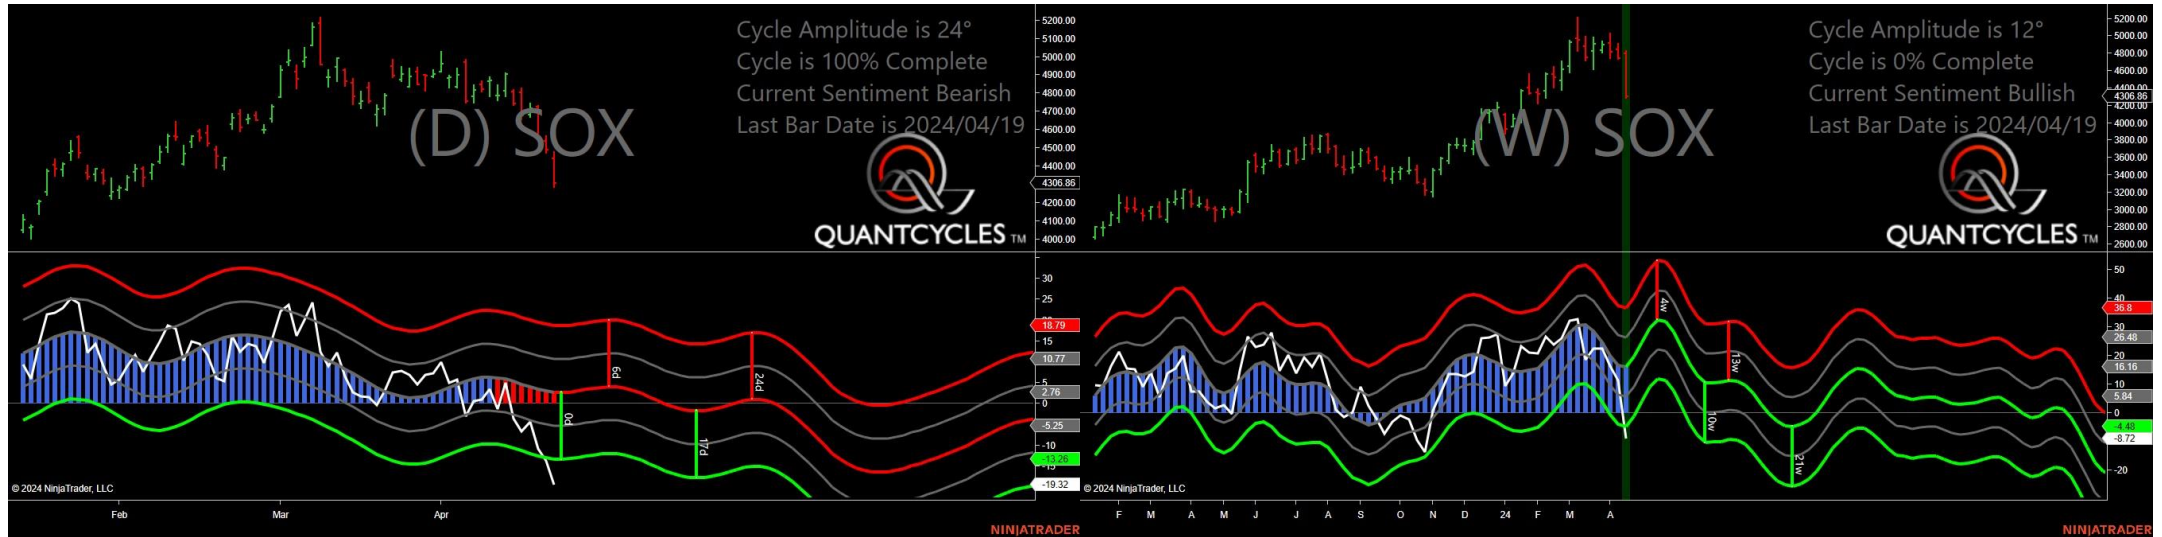 Cycle Amplitude is 24°
Cycle is 100% Complete
Current Sentiment Bearish
Last Bar Date is 2024/04/19
(D) SOX
QUANTCYCLES TM
5200.00
5100.00
5000.00
4900.00
4800.00
4700.00
4600.00
4500.00
4400.00
4306.86
4200.00
4100.00
4000.00
30
25
18.79
15
10.77
5
2.76
0
-5.25
-10
-13.26
-15
-19.32
6d
24d
0d
17d
© 2024 NinjaTrader, LLC
Feb Mar Apr
NINJATRADER
Cycle Amplitude is 12°
Cycle is 0% Complete
Current Sentiment Bullish
Last Bar Date is 2024/04/19
(W) SOX
QUANTCYCLES TM
5200.00
5000.00
4800.00
4600.00
4400.00
4306.86
4200.00
4000.00
3800.00
3600.00
3400.00
3200.00
3000.00
2800.00
2600.00
50
40
36.8
30
26.48
20
16.16
10
5.84
0
-4.48
-8.72
-20
4w
13w
10w
21w
© 2024 NinjaTrader, LLC
F M A M J J A S O N D 24 F M A
NINJATRADER